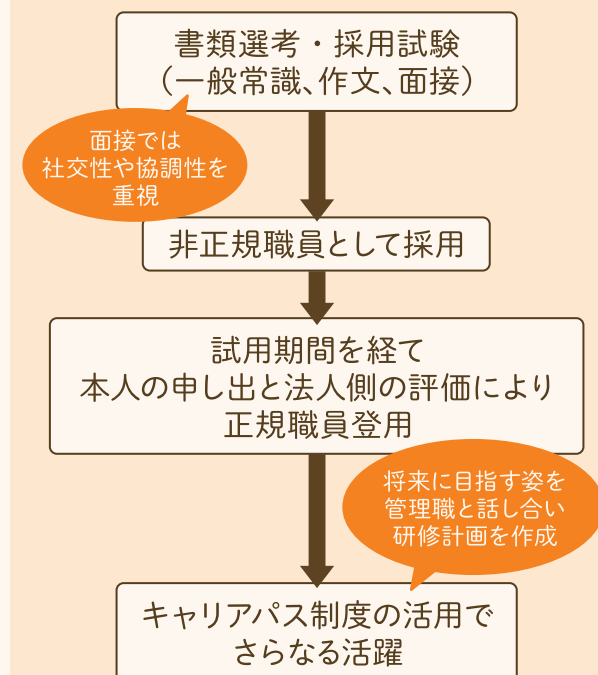 書類選考・採用試験
（一般常識、作文、面接）
面接では
社交性や協調性を
重視
非正規職員として採用
試用期間を経て
本人の申し出と法人側の評価により
正規職員登用
将来に目指す姿を
管理職と話し合い
研修計画を作成
キャリアパス制度の活用で
さらなる活躍